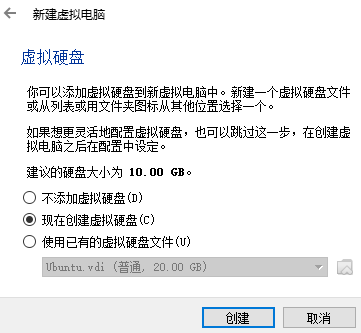 新建虚拟电脑
虚拟硬盘
你可以添加虚拟硬盘到新虚拟电脑中。新建一个虚拟硬盘文件
或从列表或用文件夹图标从其他位置选择一个。
如果想更灵活地配置虚拟硬盘，也可以跳过这一步，在创建虚
拟电脑之后在配置中设定。
建议的硬盘大小为 10.00 GB。
不添加虚拟硬盘(D)
现在创建虚拟硬盘(C)
使用已有的虚拟硬盘文件(U)
Ubuntu.vdi (普通, 20.00 GB)
创建 取消